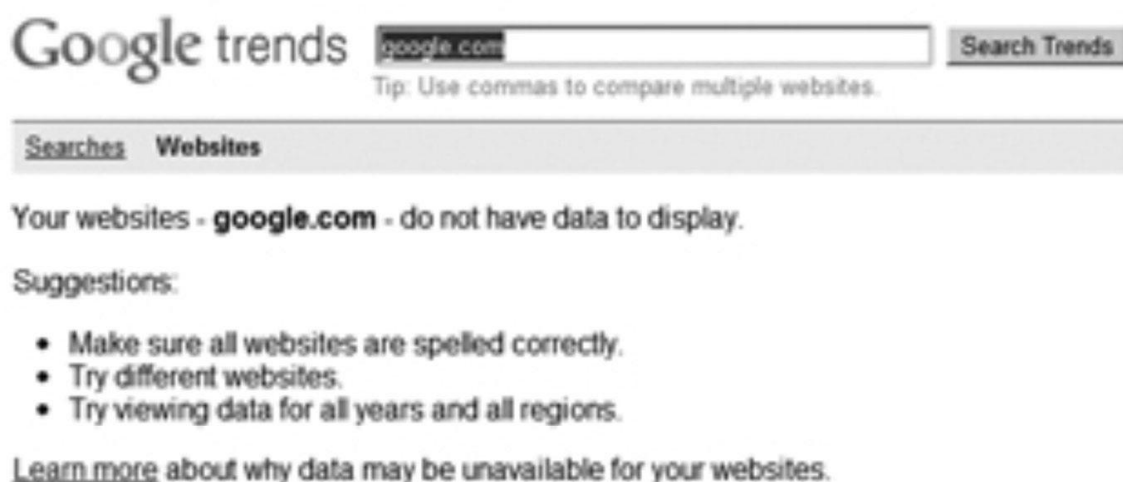 Google trends google.com Search Trends
Tip: Use commas to compare multiple websites.
Searches Websites
Your websites - google.com - do not have data to display.
Suggestions:
• Make sure all websites are spelled correctly.
• Try different websites.
• Try viewing data for all years and all regions.
Learn more about why data may be unavailable for your websites.